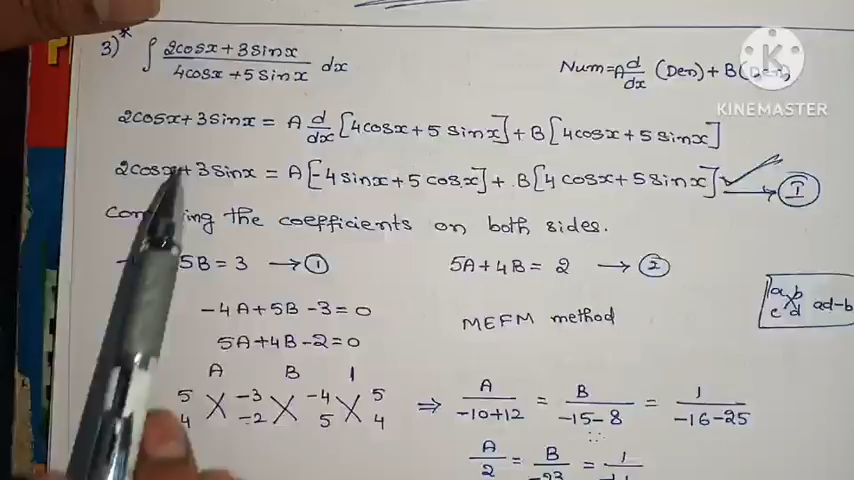 3)* ∫ (2cosx+3sinx)/(4cosx+5sinx) dx
Num=A d/dx (Den)+B(Den)
KINEMASTER
2cosx+3sinx = A d/dx [4cosx+5sinx]+B[4cosx+5sinx]
2cosx+3sinx = A[-4sinx+5cosx]+B[4cosx+5sinx] → I
the coefficients on both sides.
5B=3 → 1
5A+4B=2 → 2
-4A+5B-3=0
MEFM method
a b
c d ad-b
5A+4B-2=0
A B 1
5 -3 -4 5
4 -2 5 4
⇒ A/(-10+12) = B/(-15-8) = 1/(-16-25)
A/2 = B/-23 = 1/